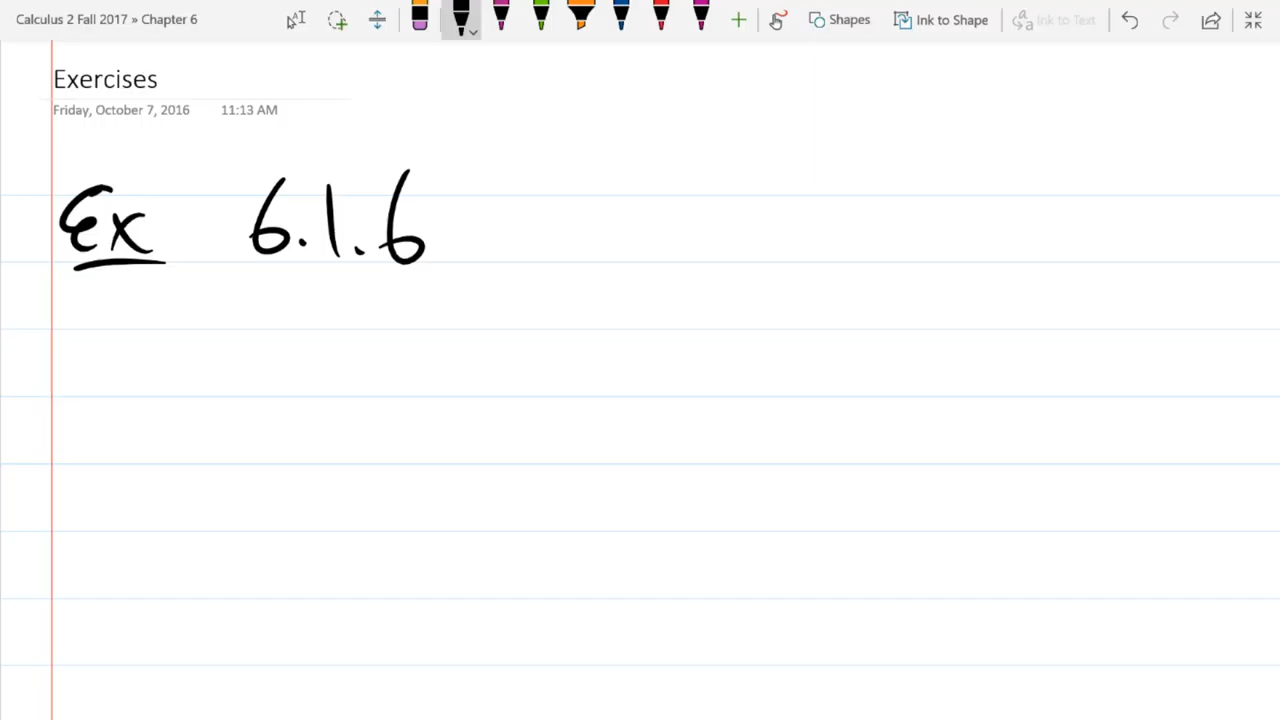 Calculus 2 Fall 2017 » Chapter 6
Shapes
Ink to Shape
Ink to Text
Exercises
Friday, October 7, 2016 11:13 AM
Ex 6.1.6